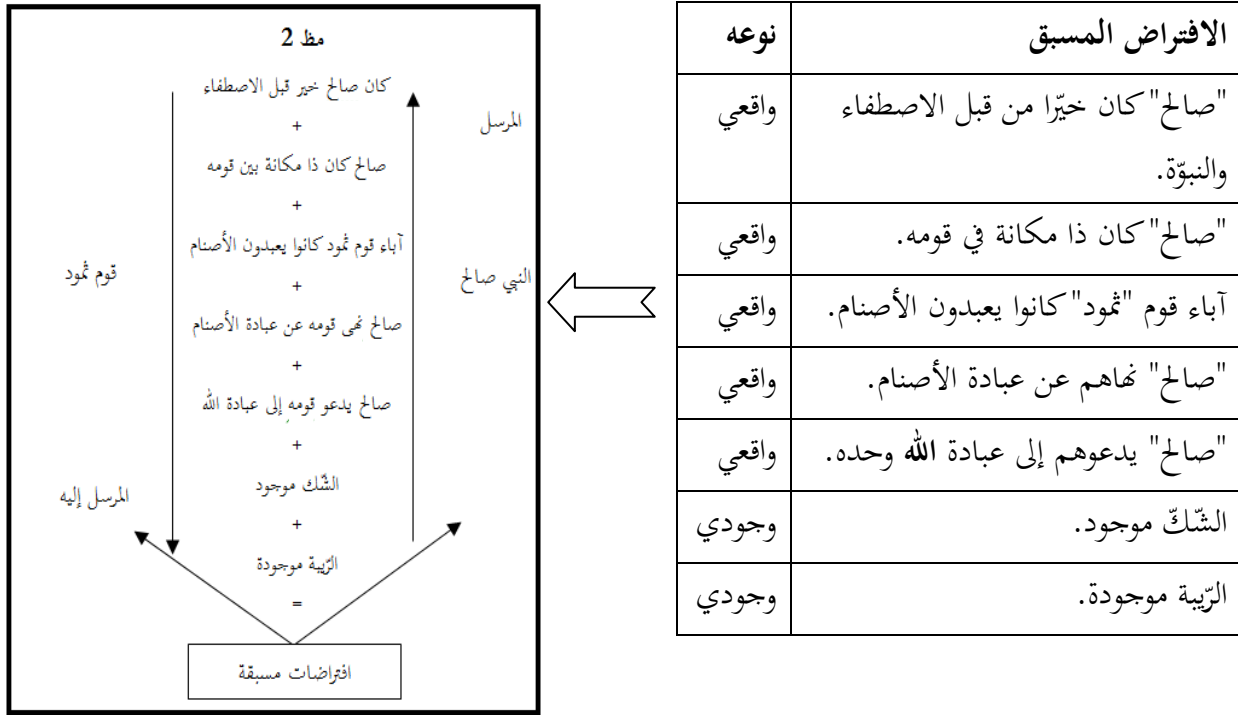 الافتراض المسبق نوعه
"صالح" كان خيّرا من قبل الاصطفاء واقعي
والنبوّة.
"صالح" كان ذا مكانة في قومه. واقعي
آباء قوم "ثمود" كانوا يعبدون الأصنام. واقعي
"صالح" نهاهم عن عبادة الأصنام. واقعي
"صالح" يدعوهم إلى عبادة الله وحده. واقعي
الشّكّ موجود. وجودي
الرّيبة موجودة. وجودي
مظ 2
كان صالح خير قبل الاصطفاء
+
صالح كان ذا مكانة بين قومه
+
آباء قوم ثمود كانوا يعبدون الأصنام
+
صالح نهى قومه عن عبادة الأصنام
+
صالح يدعو قومه إلى عبادة الله
+
الشّك موجود
+
الرّيبة موجودة
=
افتراضات مسبقة
المرسل
النبي صالح
قوم ثمود
المرسل إليه